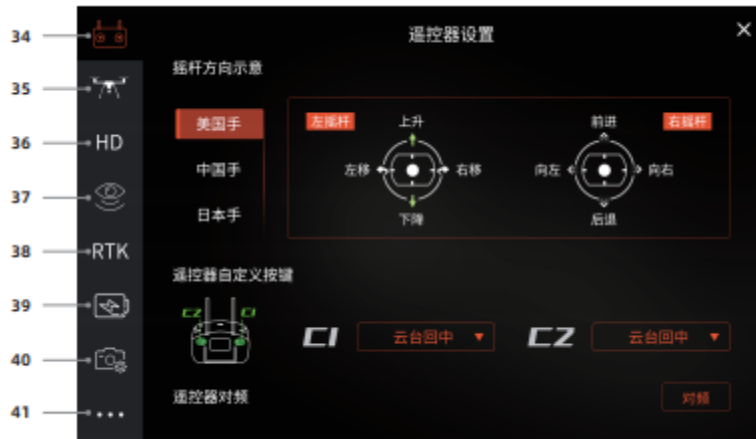 34
遥控器设置
摇杆方向示意
35
美国手
左摇杆
上升
前进
右摇杆
36
HD
中国手
左移
右移
向左
向右
37
日本手
下降
后退
38
RTK
遥控器自定义按键
39
C2
C1
C1
云台回中
C2
云台回中
40
遥控器对频
对频
41